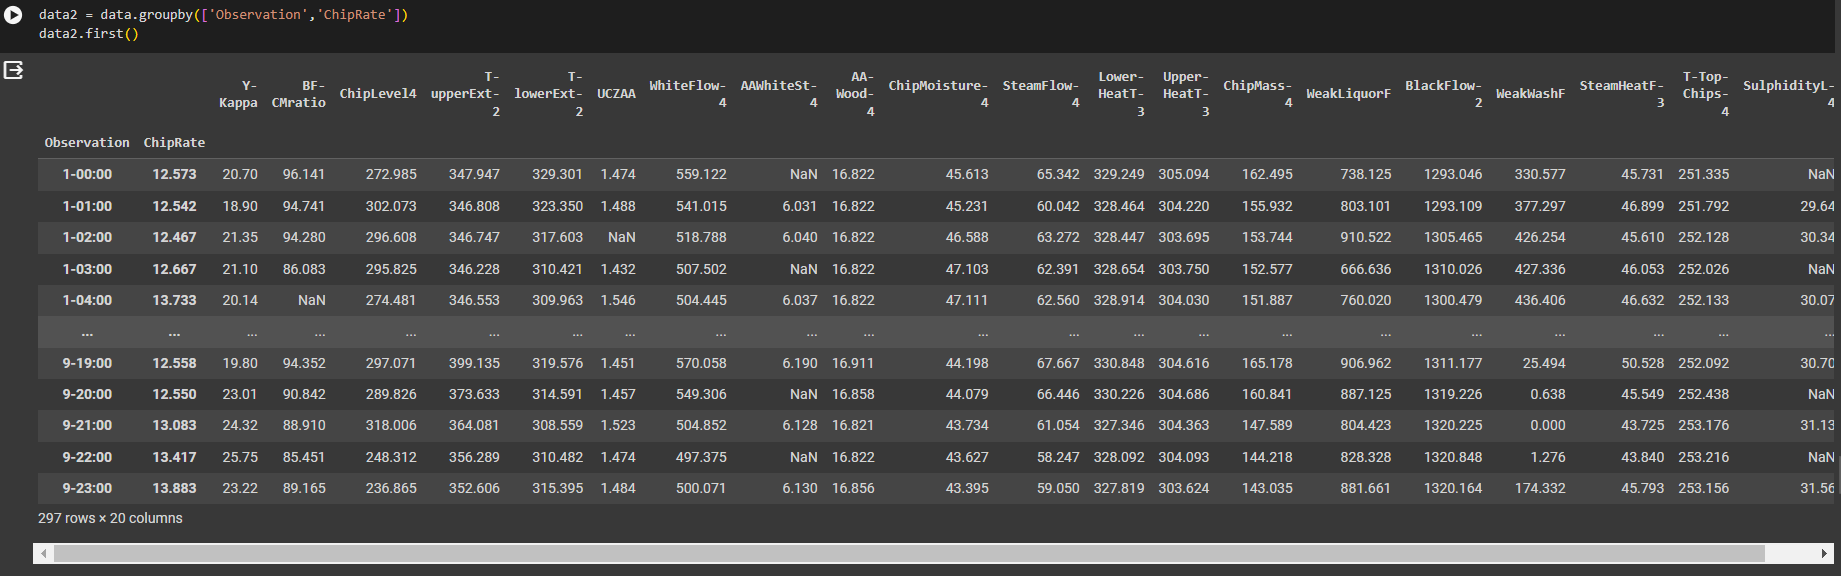 data2 = data.groupby(['Observation','ChipRate'])
data2.first()
Y-Kappa BF-CMratio ChipLevel4 T-upperExt-2 T-lowerExt-2 UCZAA WhiteFlow-4 AAWhiteSt-4 AA-Wood-4 ChipMoisture-4 SteamFlow-4 Lower-HeatT-3 Upper-HeatT-3 ChipMass-4 WeakLiquorF BlackFlow-2 WeakWashF SteamHeatF-3 T-Top-Chips-4 SulphidityL-4
Observation ChipRate
1-00:00 12.573 20.70 96.141 272.985 347.947 329.301 1.474 559.122 NaN 16.822 45.613 65.342 329.249 305.094 162.495 738.125 1293.046 330.577 45.731 251.335 NaN
1-01:00 12.542 18.90 94.741 302.073 346.808 323.350 1.488 541.015 6.031 16.822 45.231 60.042 328.464 304.220 155.932 803.101 1293.109 377.297 46.899 251.792 29.64
1-02:00 12.467 21.35 94.280 296.608 346.747 317.603 NaN 518.788 6.040 16.822 46.588 63.272 328.447 303.695 153.744 910.522 1305.465 426.254 45.610 252.128 30.34
1-03:00 12.667 21.10 86.083 295.825 346.228 310.421 1.432 507.502 NaN 16.822 47.103 62.391 328.654 303.750 152.577 666.636 1310.026 427.336 46.053 252.026 NaN
1-04:00 13.733 20.14 NaN 274.481 346.553 309.963 1.546 504.445 6.037 16.822 47.111 62.560 328.914 304.030 151.887 760.020 1300.479 436.406 46.632 252.133 30.07
... ... ... ... ... ... ... ... ... ... ... ... ... ... ... ... ... ... ... ... ... ...
9-19:00 12.558 19.80 94.352 297.071 399.135 319.576 1.451 570.058 6.190 16.911 44.198 67.667 330.848 304.616 165.178 906.962 1311.177 25.494 50.528 252.092 30.70
9-20:00 12.550 23.01 90.842 289.826 373.633 314.591 1.457 549.306 NaN 16.858 44.079 66.446 330.226 304.686 160.841 887.125 1319.226 0.638 45.549 252.438 NaN
9-21:00 13.083 24.32 88.910 318.006 364.081 308.559 1.523 504.852 6.128 16.821 43.734 61.054 327.346 304.363 147.589 804.423 1320.225 0.000 43.725 253.176 31.13
9-22:00 13.417 25.75 85.451 248.312 356.289 310.482 1.474 497.375 NaN 16.822 43.627 58.247 328.092 304.093 144.218 828.328 1320.848 1.276 43.840 253.216 NaN
9-23:00 13.883 23.22 89.165 236.865 352.606 315.395 1.484 500.071 6.130 16.856 43.395 59.050 327.819 303.624 143.035 881.661 1320.164 174.332 45.793 253.156 31.56
297 rows × 20 columns